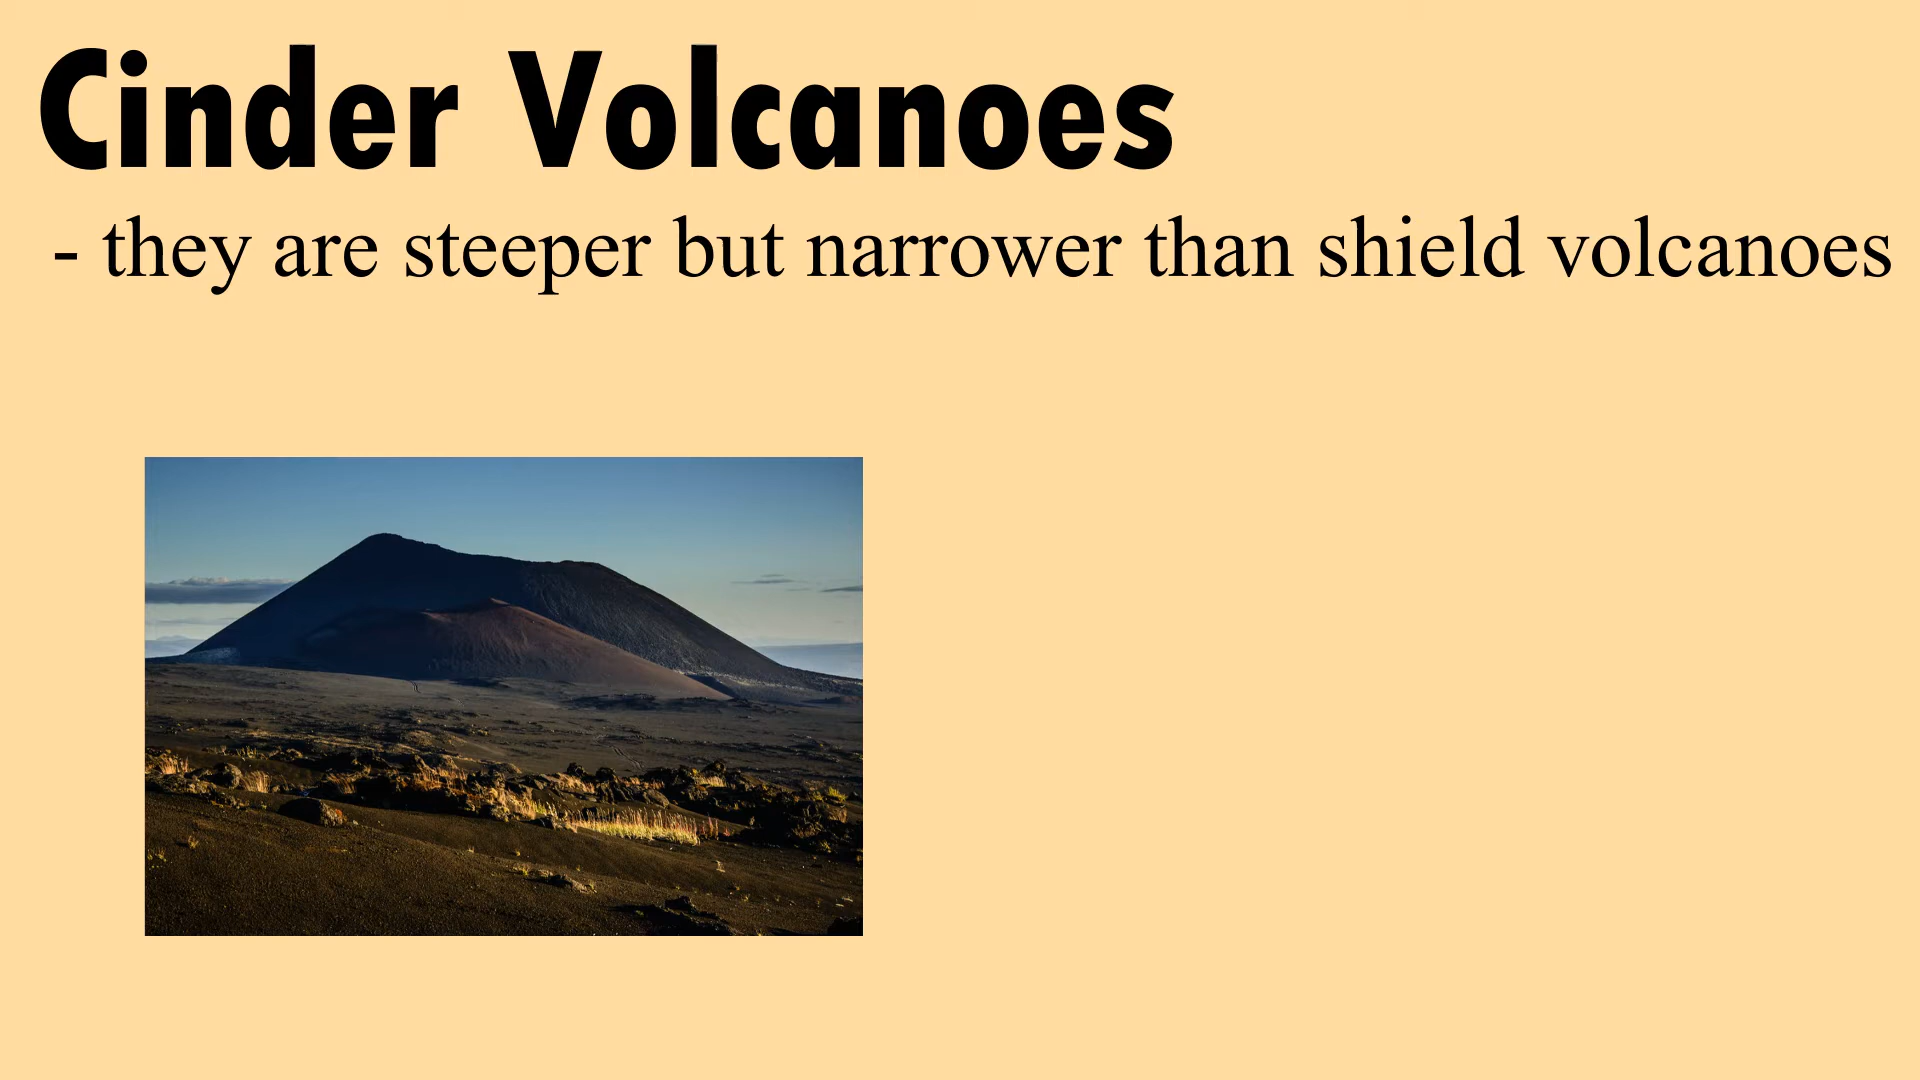 Cinder Volcanoes
- they are steeper but narrower than shield volcanoes